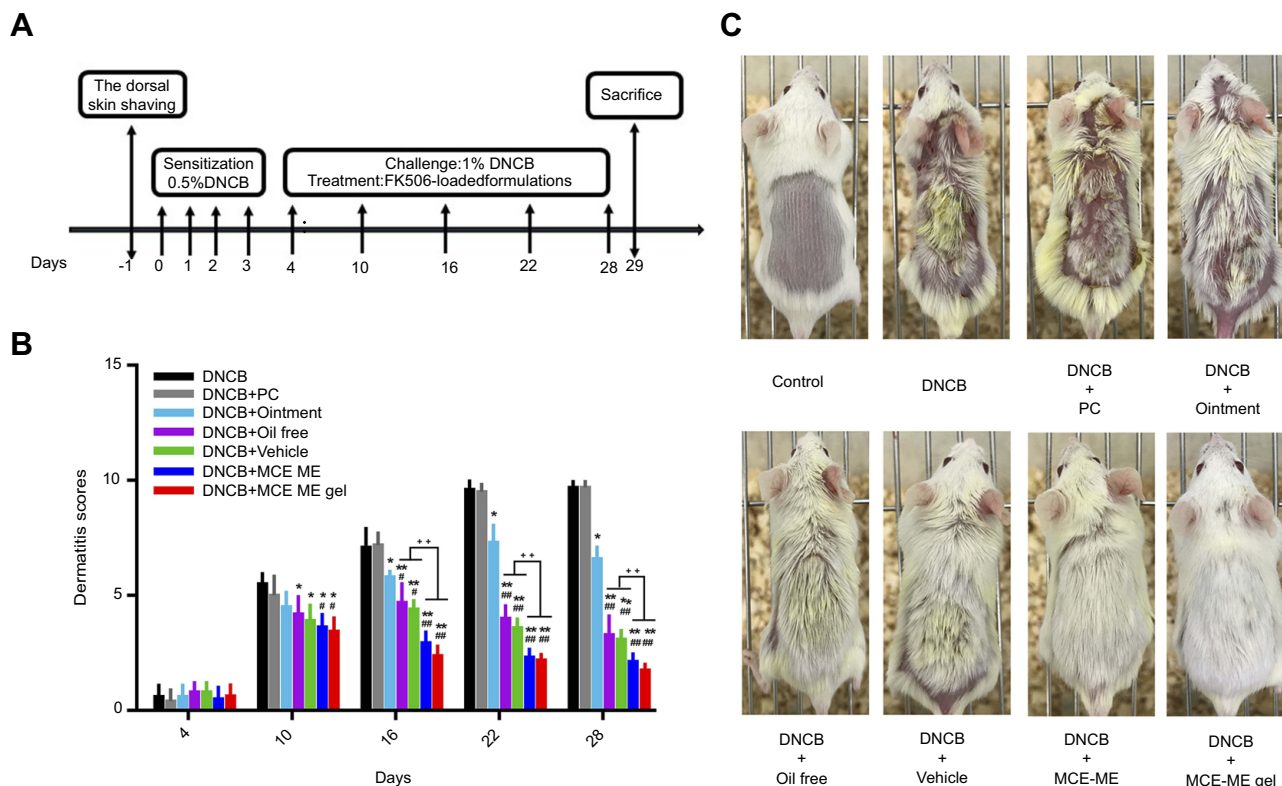 A
The dorsal
skin shaving
Sacrifice
Sensitization
0.5%DNCB
Challenge:1% DNCB
Treatment:FK506-loadedformulations
Days
-1 0 1 2 3 4 10 16 22 28 29
B
15
10
5
0
Dermatitis scores
DNCB
DNCB+PC
DNCB+Ointment
DNCB+Oil free
DNCB+Vehicle
DNCB+MCE ME
DNCB+MCE ME gel
* * * *
# #
* ** ** ** **
# # ## ##
++
* ** ** ** **
## ## ## ##
++
* ** ** ** **
## ## ## ##
++
4 10 16 22 28
Days
C
Control
DNCB
DNCB
+
PC
DNCB
+
Ointment
DNCB
+
Oil free
DNCB
+
Vehicle
DNCB
+
MCE-ME
DNCB
+
MCE-ME gel